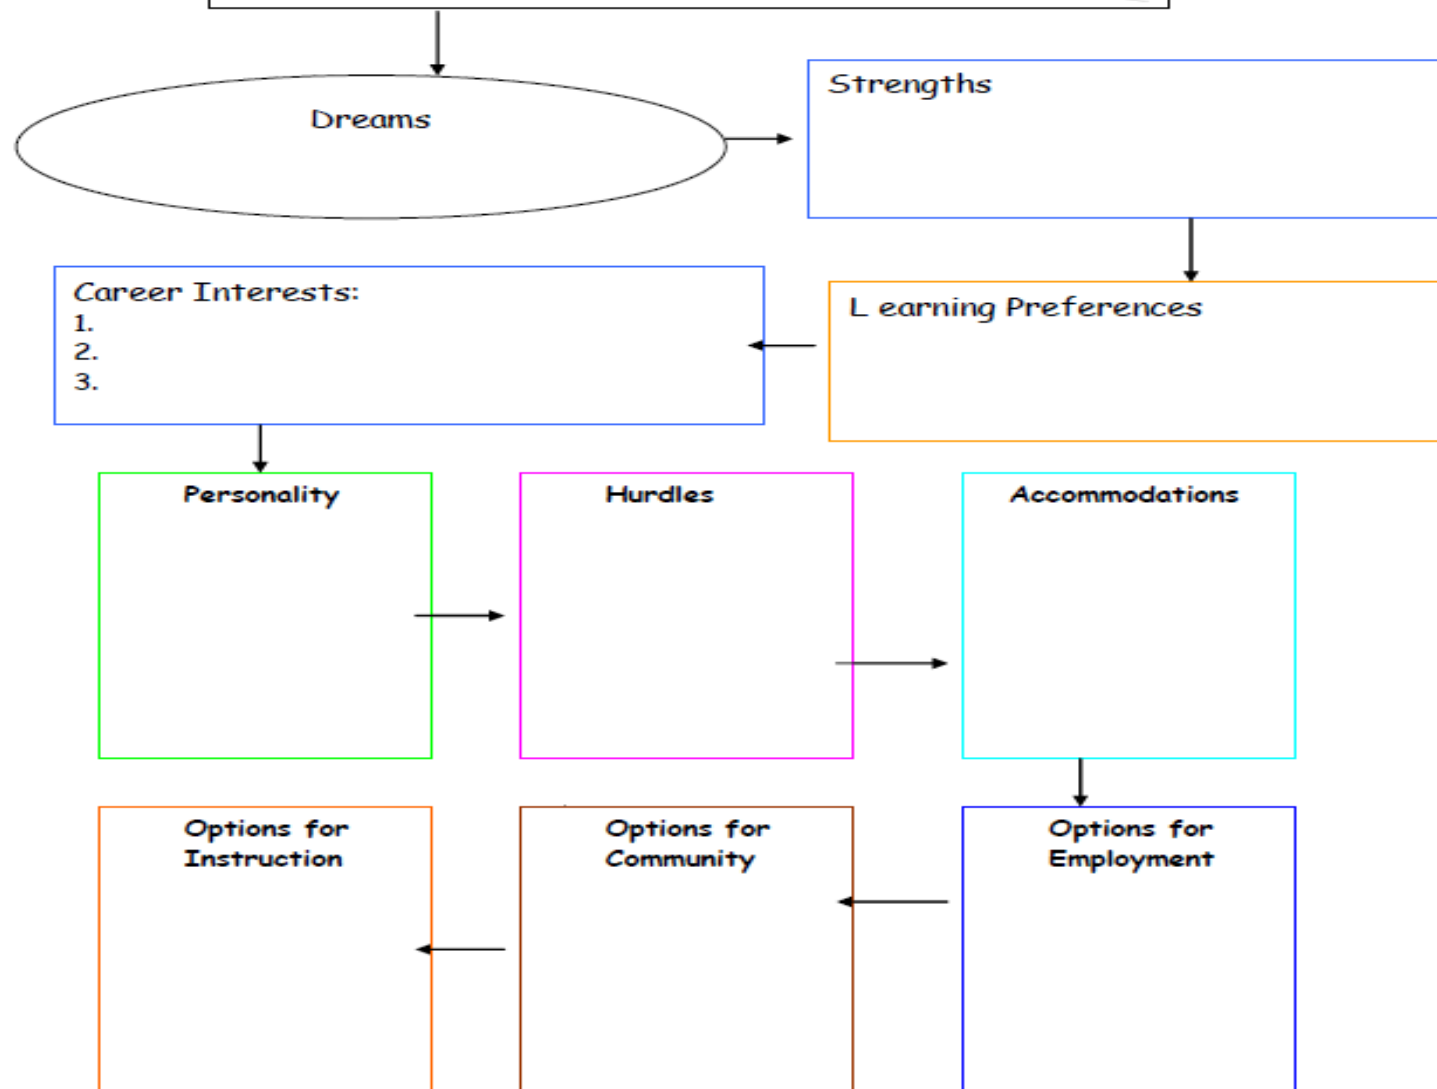 Dreams
Strengths
Career Interests:
1.
2.
3.
L earning Preferences
Personality
Hurdles
Accommodations
Options for
Instruction
Options for
Community
Options for
Employment